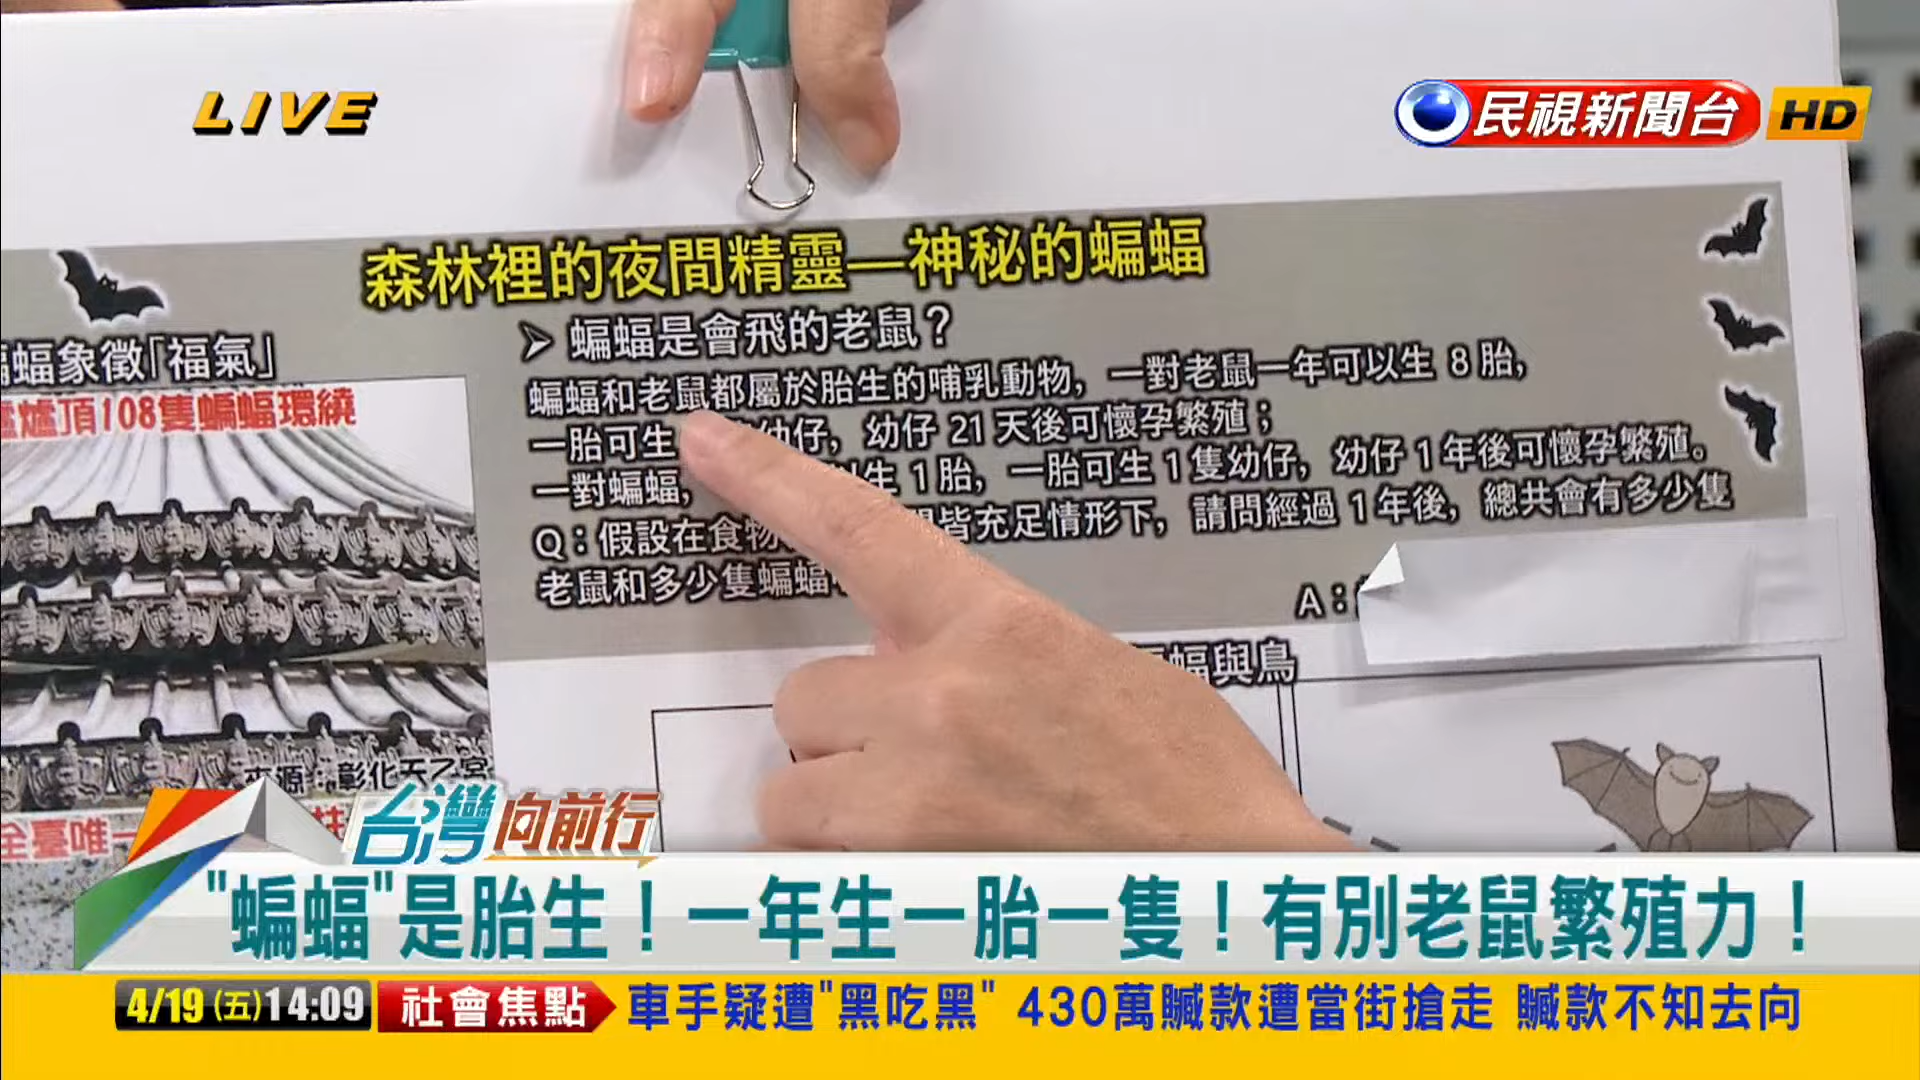 LIVE
民視新聞台 HD
森林裡的夜間精靈—神秘的蝙蝠
蝙蝠象徵「福氣」
爐頂108隻蝙蝠環繞
➢ 蝙蝠是會飛的老鼠？
蝙蝠和老鼠都屬於胎生的哺乳動物，一對老鼠一年可以生 8 胎，
一胎可生 幼仔，幼仔 21 天後可懷孕繁殖；
一對蝙蝠， 以生 1 胎，一胎可生 1 隻幼仔，幼仔 1 年後可懷孕繁殖。
Q：假設在食物 皆充足情形下，請問經過 1 年後，總共會有多少隻
老鼠和多少隻蝙蝠
A：
蝠與鳥
來源：彰化天乙宮
全臺唯一
台灣向前行
"蝙蝠"是胎生！一年生一胎一隻！有別老鼠繁殖力！
4/19(五)14:09 社會焦點 車手疑遭"黑吃黑" 430萬贓款遭當街搶走 贓款不知去向